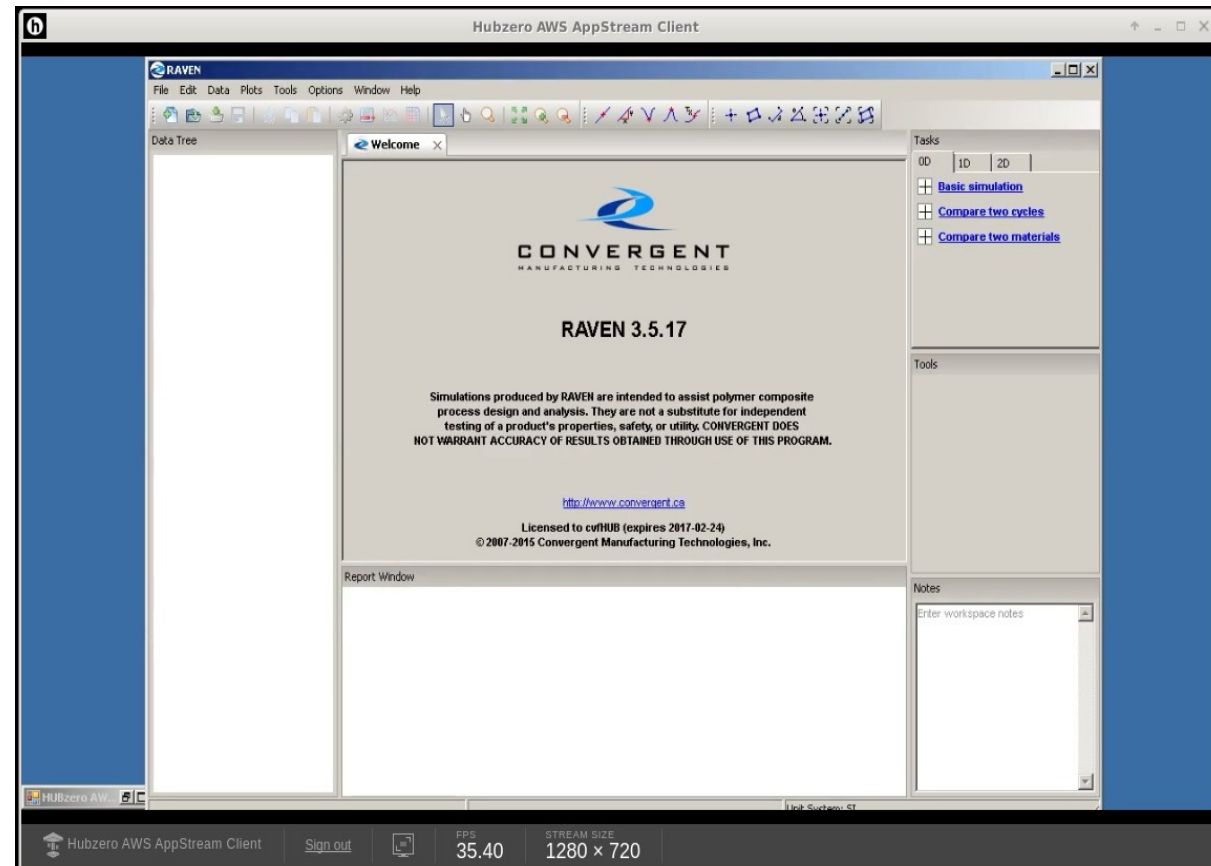 Hubzero AWS AppStream Client
RAVEN
File Edit Data Plots Tools Options Window Help
Data Tree
Welcome
CONVERGENT
MANUFACTURING TECHNOLOGIES
RAVEN 3.5.17
Simulations produced by RAVEN are intended to assist polymer composite
process design and analysis. They are not a substitute for independent
testing of a product's properties, safety, or utility. CONVERGENT DOES
NOT WARRANT ACCURACY OF RESULTS OBTAINED THROUGH USE OF THIS PROGRAM.
http://www.convergent.ca
Licensed to cvfHUB (expires 2017-02-24)
© 2007-2015 Convergent Manufacturing Technologies, Inc.
Report Window
Tasks
0D 1D 2D
Basic simulation
Compare two cycles
Compare two materials
Tools
Notes
Enter workspace notes
Unit System: SI
HUBzero AW...
Hubzero AWS AppStream Client
Sign out
FPS
35.40
STREAM SIZE
1280 × 720